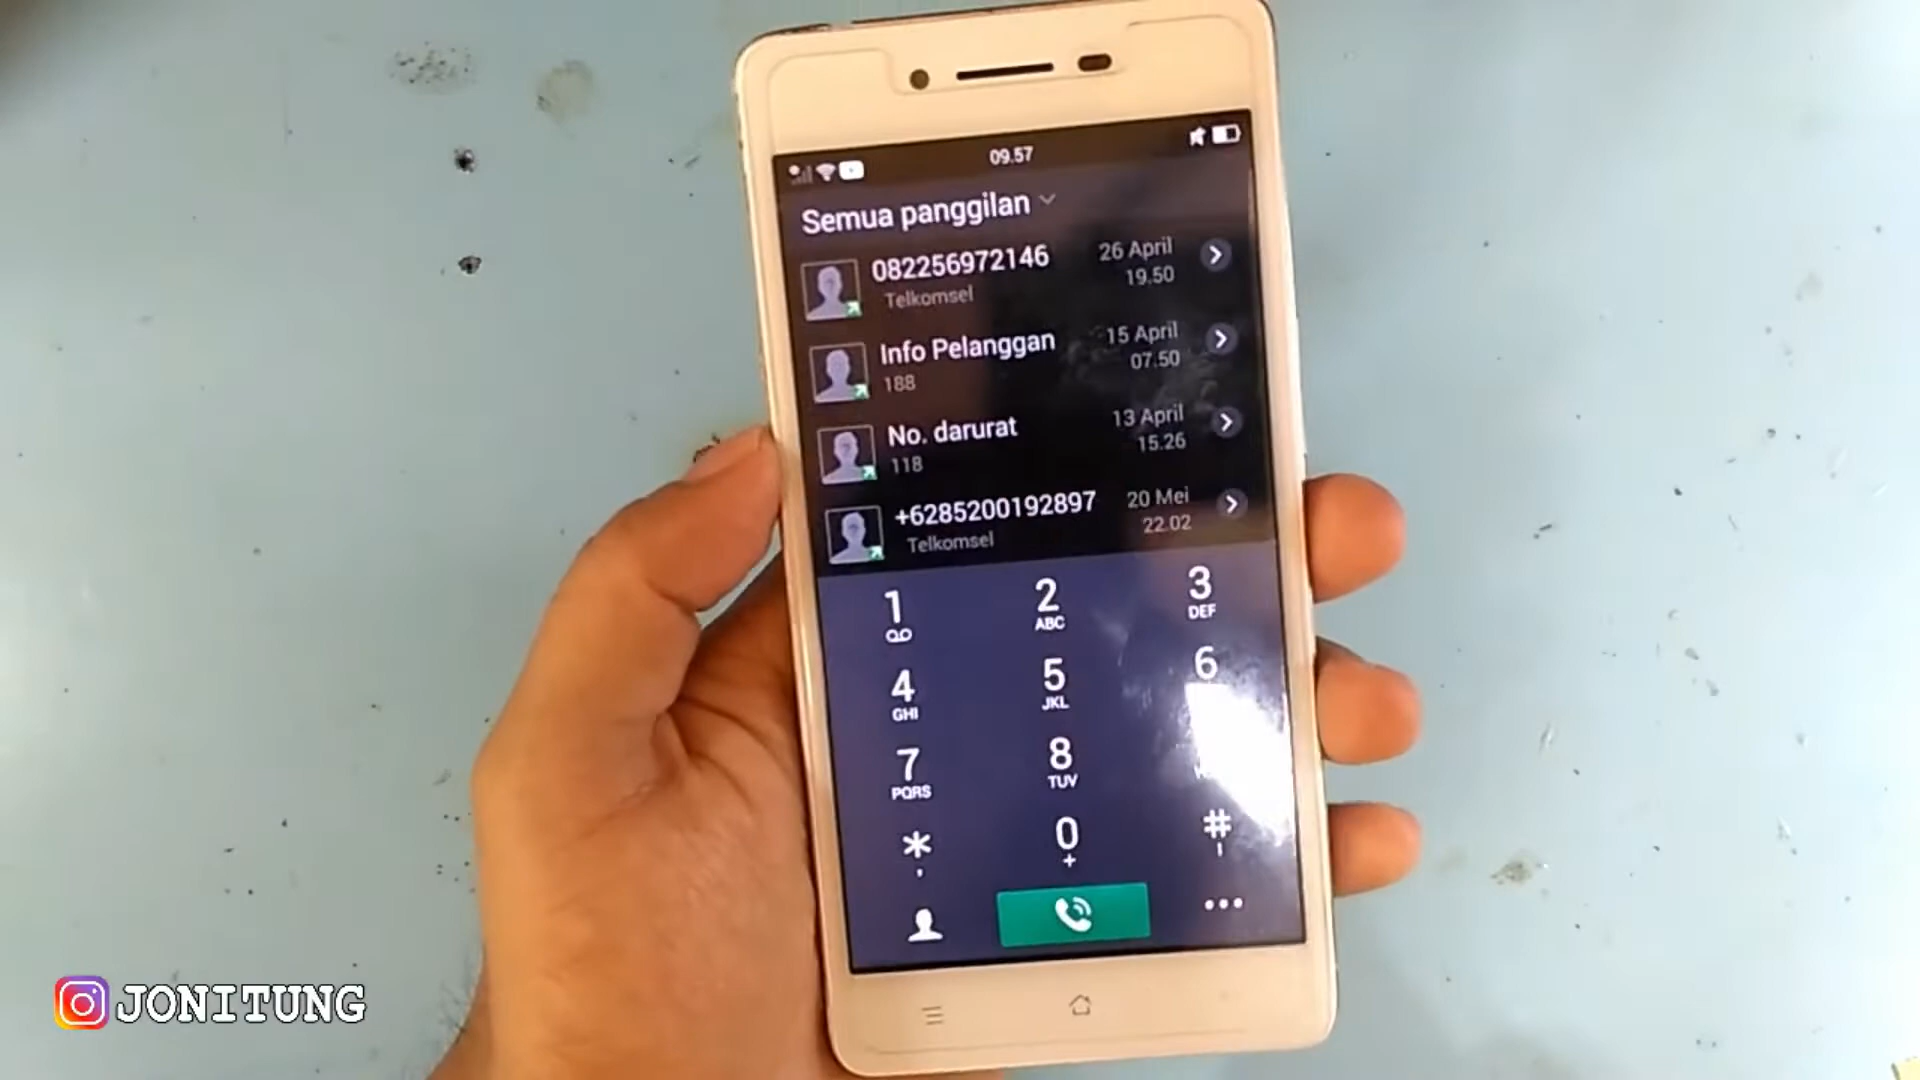 09.57
Semua panggilan
082256972146
26 April
Telkomsel
19.50
Info Pelanggan
15 April
188
07.50
No. darurat
13 April
118
15.26
+6285200192897
20 Mei
Telkomsel
22.02
1
2 ABC
3 DEF
4 GHI
5 JKL
6
7 PQRS
8 TUV
*
,
0
+
#
JONITUNG